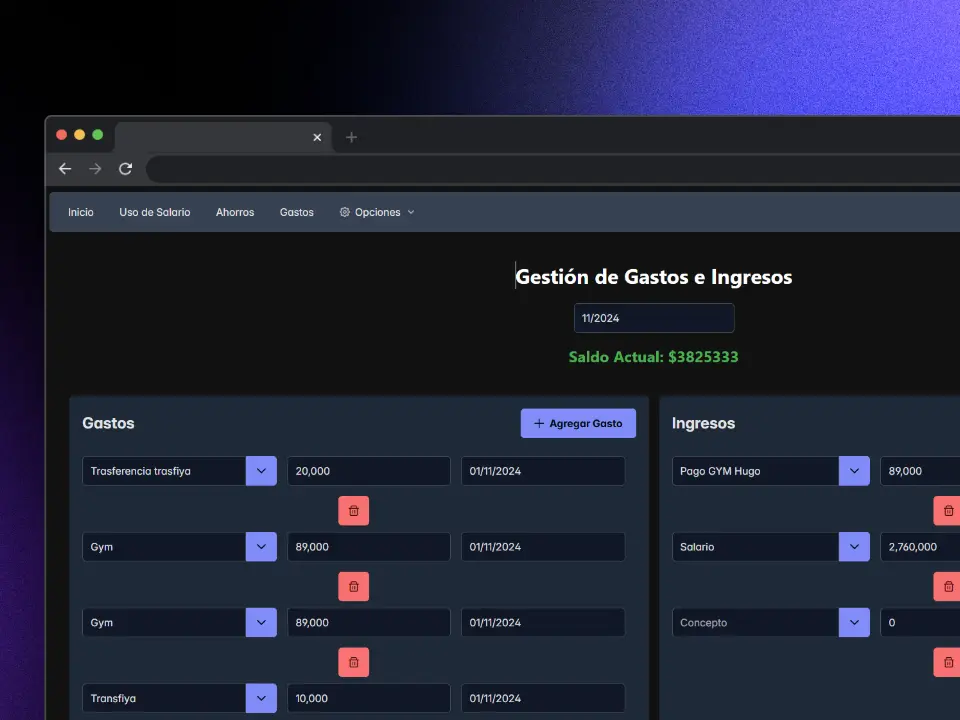 Inicio Uso de Salario Ahorros Gastos Opciones
Gestión de Gastos e Ingresos
11/2024
Saldo Actual: $3825333
Gastos
+ Agregar Gasto
Trasferencia trasfiya 20,000 01/11/2024
Gym 89,000 01/11/2024
Gym 89,000 01/11/2024
Transfiya 10,000 01/11/2024
Ingresos
Pago GYM Hugo 89,000
Salario 2,760,000
Concepto 0